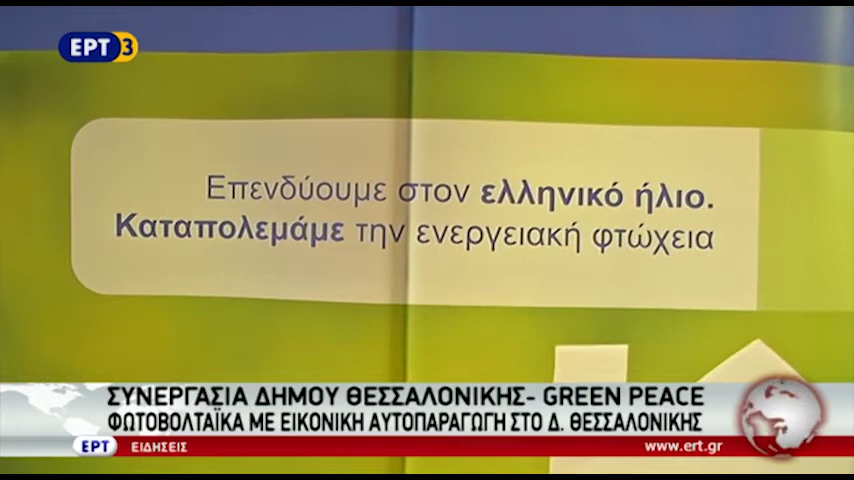 ΕΡΤ3
Επενδύουμε στον ελληνικό ήλιο.
Καταπολεμάμε την ενεργειακή φτώχεια
ΣΥΝΕΡΓΑΣΙΑ ΔΗΜΟΥ ΘΕΣΣΑΛΟΝΙΚΗΣ- GREEN PEACE
ΦΩΤΟΒΟΛΤΑΪΚΑ ΜΕ ΕΙΚΟΝΙΚΗ ΑΥΤΟΠΑΡΑΓΩΓΗ ΣΤΟ Δ. ΘΕΣΣΑΛΟΝΙΚΗΣ
ΕΡΤ ΕΙΔΗΣΕΙΣ www.ert.gr